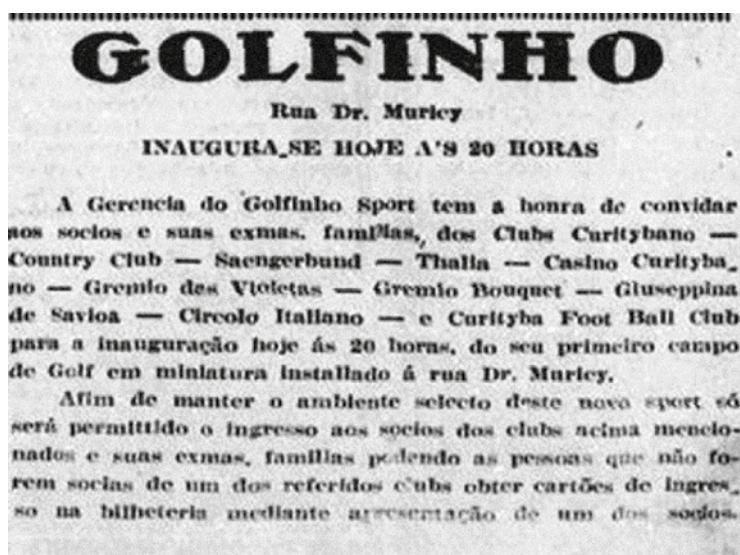 GOLFINHO
Rua Dr. Muricy
INAUGURA-SE HOJE A'S 20 HORAS
A Gerencia do Golfinho Sport tem a honra de convidar
aos socios e suas exmas. familias, dos Clubs Curitybano —
Country Club — Saengerbund — Thalia — Casino Curityba-
no — Gremio das Violetas — Gremio Bouquet — Giuseppina
de Savioa — Circolo Italiano — e Curityba Foot Ball Club
para a inauguração hoje ás 20 horas, do seu primeiro campo
de Golf em miniatura installado á rua Dr. Muricy.
Afim de manter o ambiente selecto deste novo sport só
será permittido o ingresso aos socios dos clubs acima mencio-
nados e suas exmas. familias podendo as pessoas que não fo-
rem socias de um dos referidos clubs obter cartões de ingres-
so na bilheteria mediante apresentação de um dos socios.